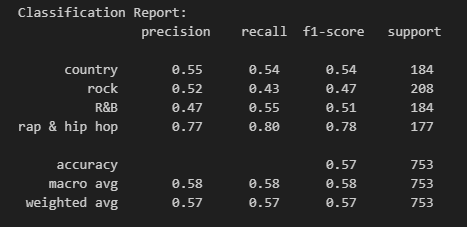 Classification Report:
precision recall f1-score support
country 0.55 0.54 0.54 184
rock 0.52 0.43 0.47 208
R&B 0.47 0.55 0.51 184
rap & hip hop 0.77 0.80 0.78 177
accuracy 0.57 753
macro avg 0.58 0.58 0.58 753
weighted avg 0.57 0.57 0.57 753